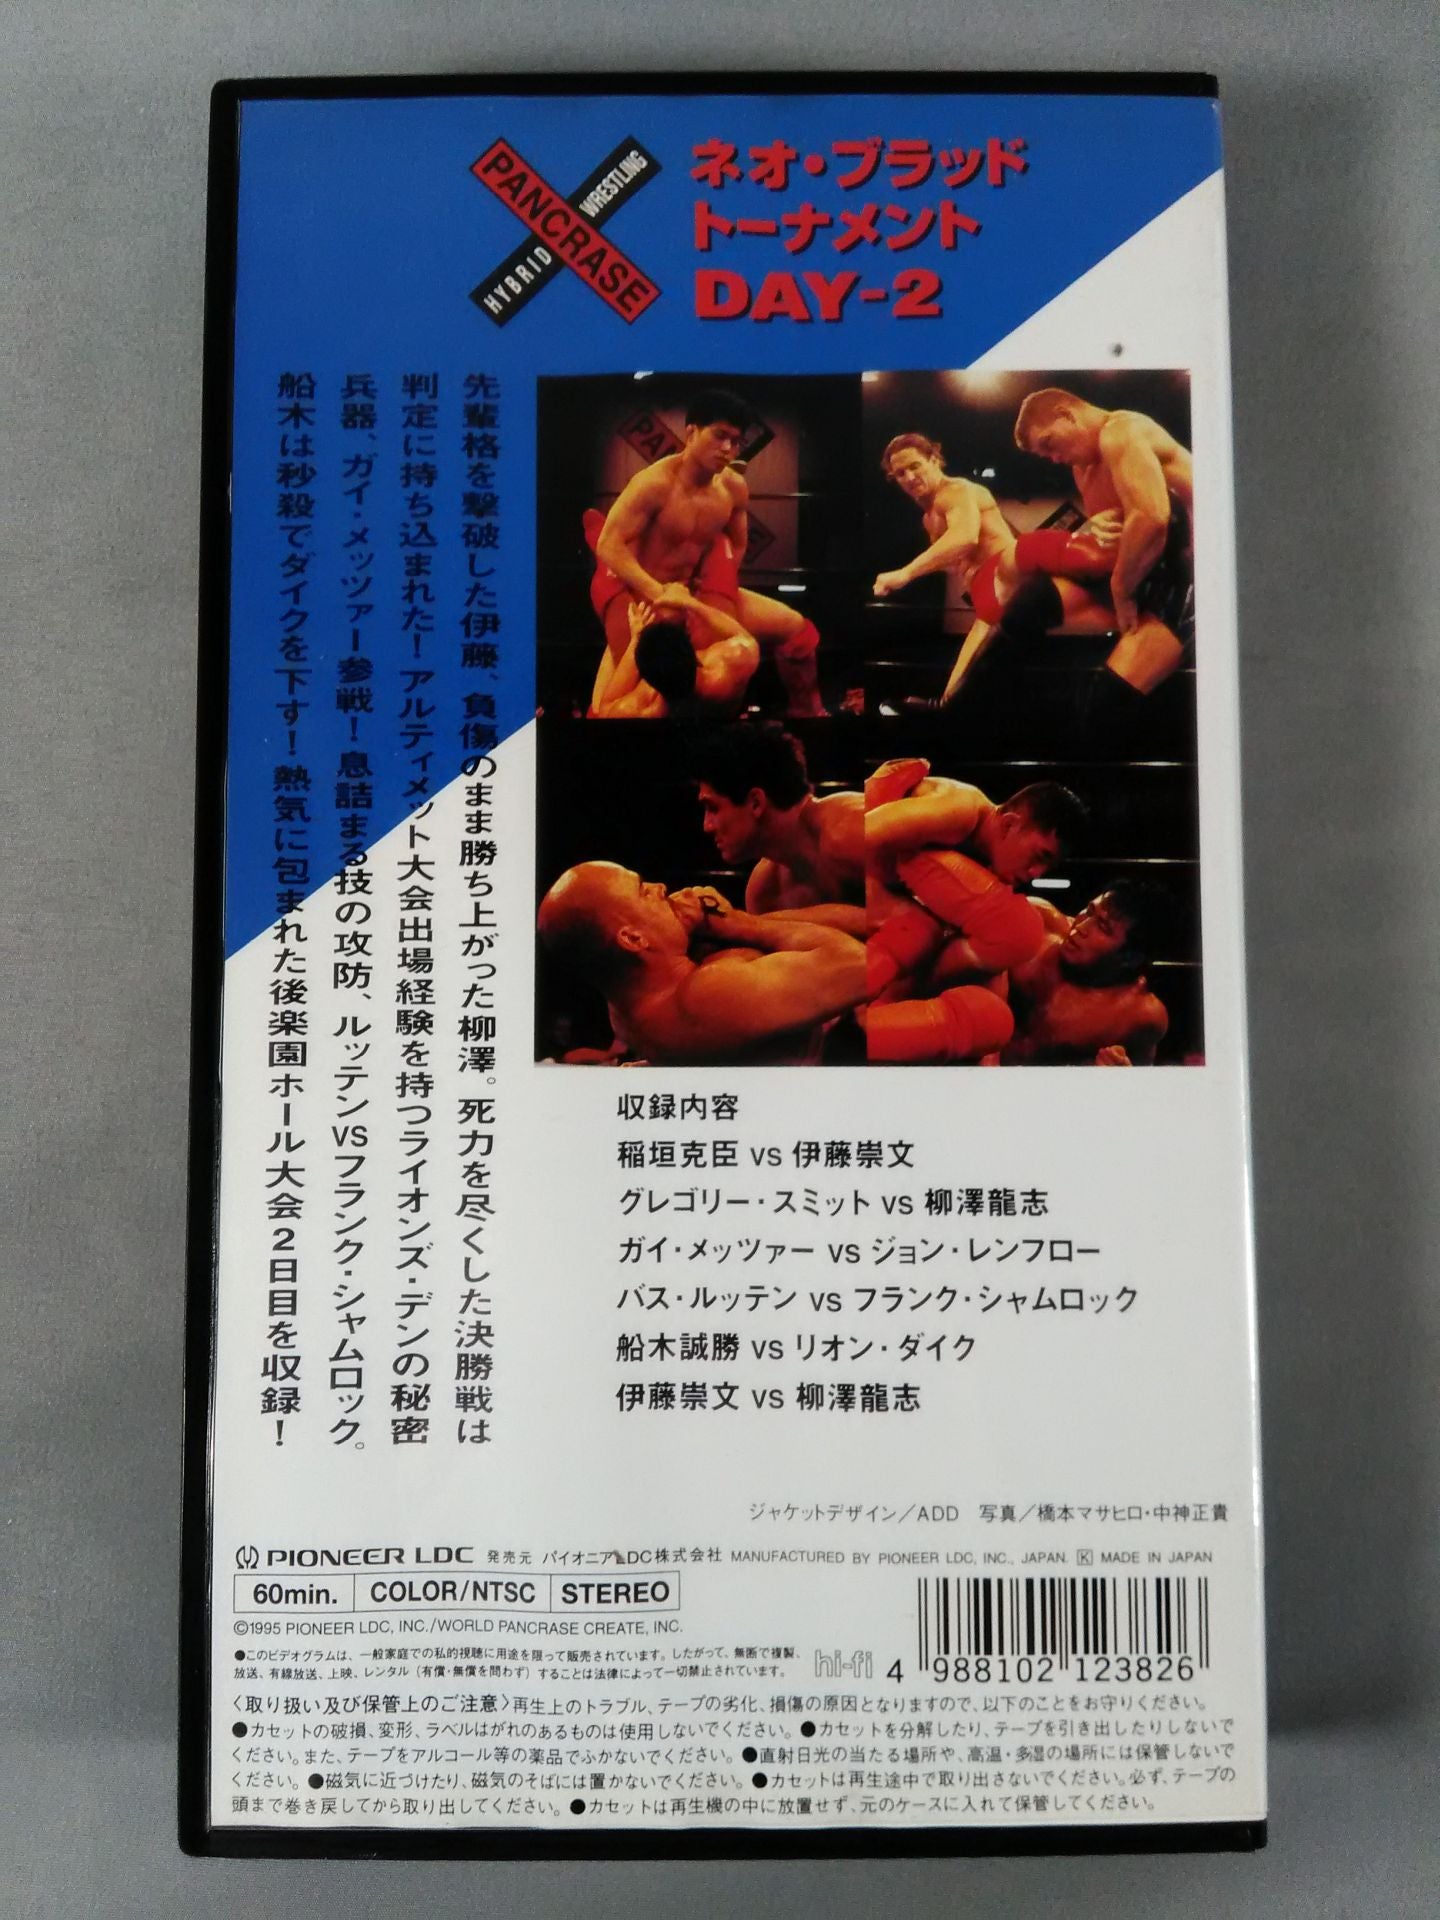 PANCRASE
HYBRID WRESTLING
ネオ・ブラッド
トーナメント
DAY-2
先輩格を撃破した伊藤、負傷のまま勝ち上がった柳澤。死力を尽くした決勝戦は
判定に持ち込まれた！アルティメット大会出場経験を持つライオンズ・デンの秘密
兵器、ガイ・メッツァー参戦！息詰まる技の攻防、ルッテンVSフランク・シャムロック。
船木は秒殺でダイクを下す！熱気に包まれた後楽園ホール大会2日目を収録！
収録内容
稲垣克臣 vs 伊藤崇文
グレゴリー・スミット vs 柳澤龍志
ガイ・メッツァー vs ジョン・レンフロー
バス・ルッテン vs フランク・シャムロック
船木誠勝 vs リオン・ダイク
伊藤崇文 vs 柳澤龍志
ジャケットデザイン／ADD　写真／橋本マサヒロ・中神正貴
PIONEER LDC 発売元 パイオニアLDC株式会社 MANUFACTURED BY PIONEER LDC, INC., JAPAN. K MADE IN JAPAN
60min. COLOR/NTSC STEREO
©1995 PIONEER LDC, INC./WORLD PANCRASE CREATE, INC.
●このビデオグラムは、一般家庭での私的視聴に用途を限って販売されています。したがって、無断で複製、
放送、有線放送、上映、レンタル（有償・無償を問わず）することは法律によって一切禁止されています。
hi-fi
4 988102 123826
〈取り扱い及び保管上のご注意〉再生上のトラブル、テープの劣化、損傷の原因となりますので、以下のことをお守りください。
●カセットの破損、変形、ラベルはがれのあるものは使用しないでください。●カセットを分解したり、テープを引き出したりしないで
ください。また、テープをアルコール等の薬品でふかないでください。●直射日光の当たる場所や、高温・多湿の場所には保管しないで
ください。●磁気に近づけたり、磁気のそばには置かないでください。●カセットは再生途中で取り出さないでください。必ず、テープの
頭まで巻き戻してから取り出してください。●カセットは再生機の中に放置せず、元のケースに入れて保管してください。